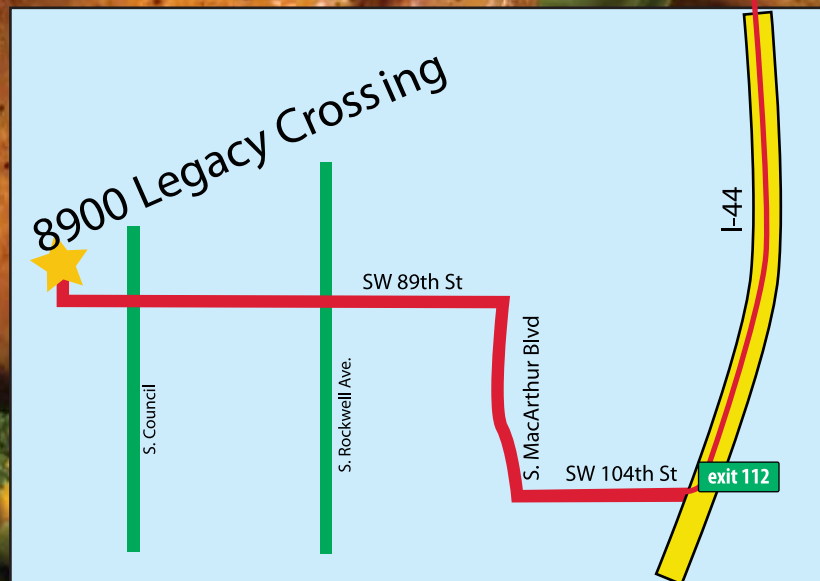 8900 Legacy Crossing
I-44
SW 89th St
S. MacArthur Blvd
S. Council
S. Rockwell Ave.
SW 104th St
exit 112